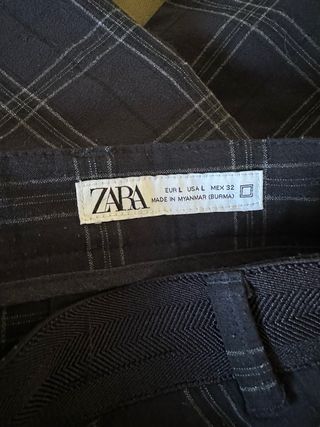 ZARA
EUR L USA L MEX 32
MADE IN MYANMAR (BURMA)